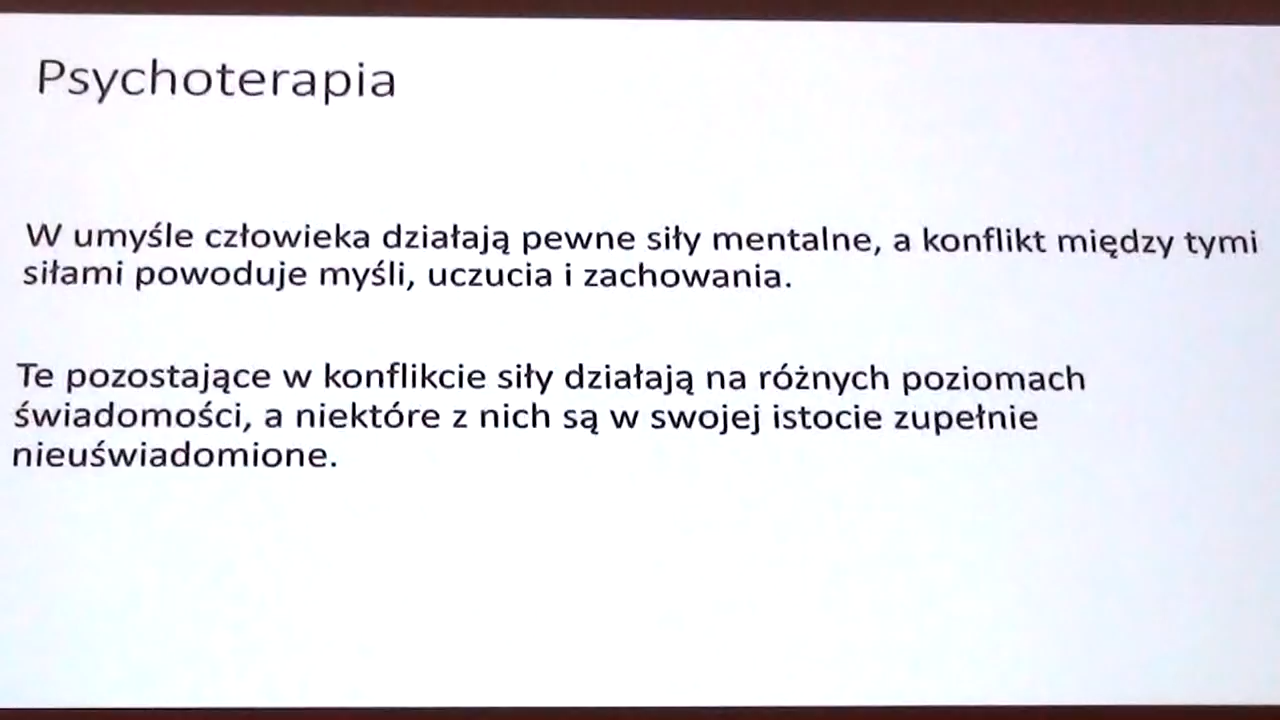 Psychoterapia
W umyśle człowieka działają pewne siły mentalne, a konflikt między tymi
siłami powoduje myśli, uczucia i zachowania.
Te pozostające w konflikcie siły działają na różnych poziomach
świadomości, a niektóre z nich są w swojej istocie zupełnie
nieuświadomione.